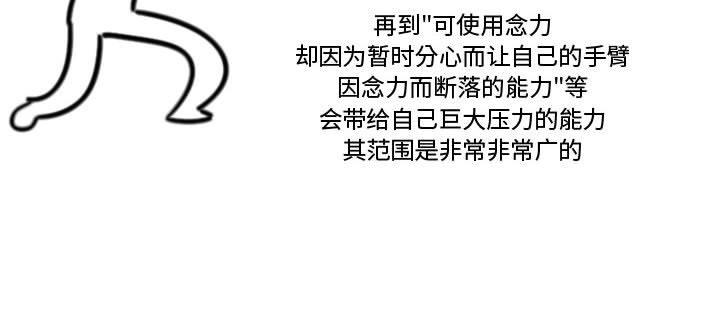 再到"可使用念力
却因为暂时分心而让自己的手臂
因念力而断落的能力"等
会带给自己巨大压力的能力
其范围是非常非常广的